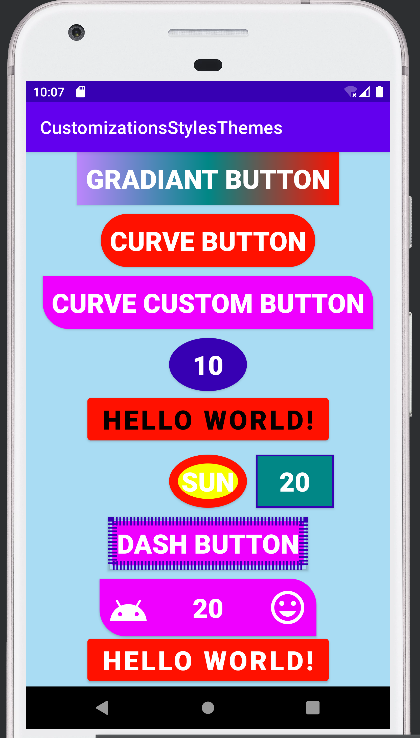 10:07
CustomizationsStylesThemes
GRADIANT BUTTON
CURVE BUTTON
CURVE CUSTOM BUTTON
10
HELLO WORLD!
SUN 20
DASH BUTTON
20
HELLO WORLD!